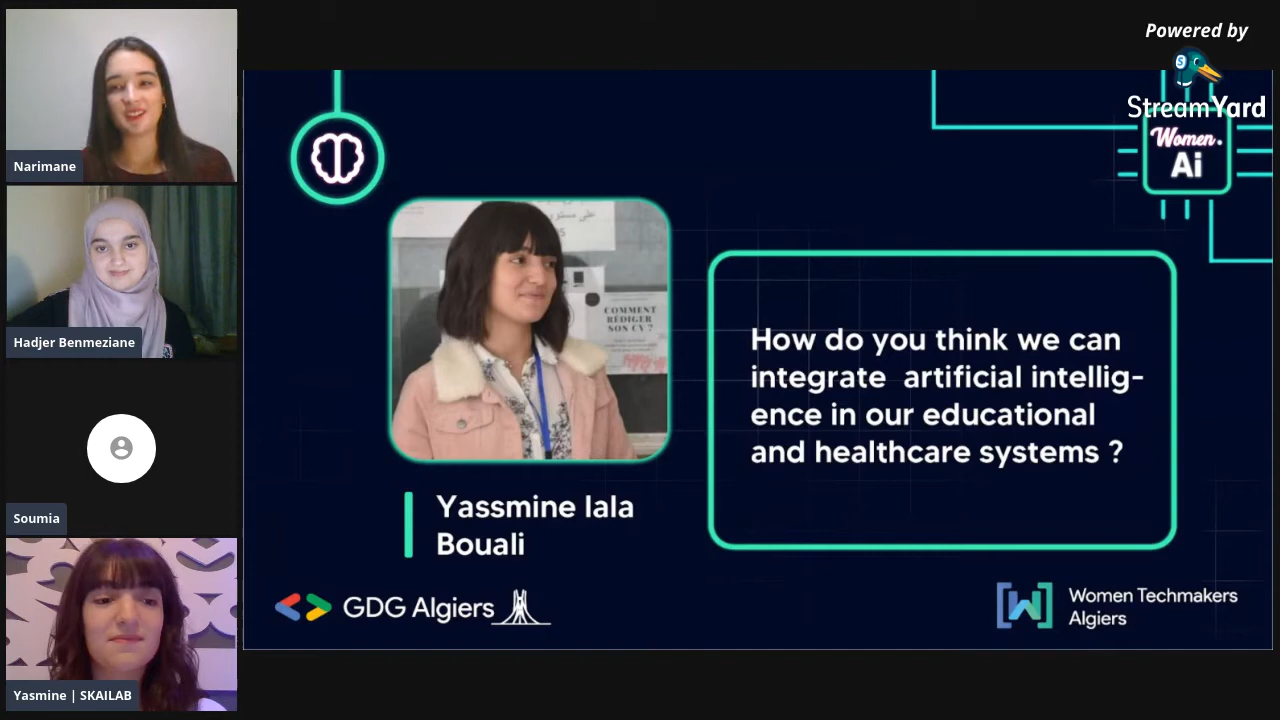 Powered by
StreamYard
Women.
Ai
Narimane
Hadjer Benmeziane
Soumia
Yasmine | SKAILAB
COMMENT
RÉDIGER
SON CV ?
How do you think we can
integrate artificial intellig-
ence in our educational
and healthcare systems ?
Yassmine lala
Bouali
GDG Algiers
Women Techmakers
Algiers